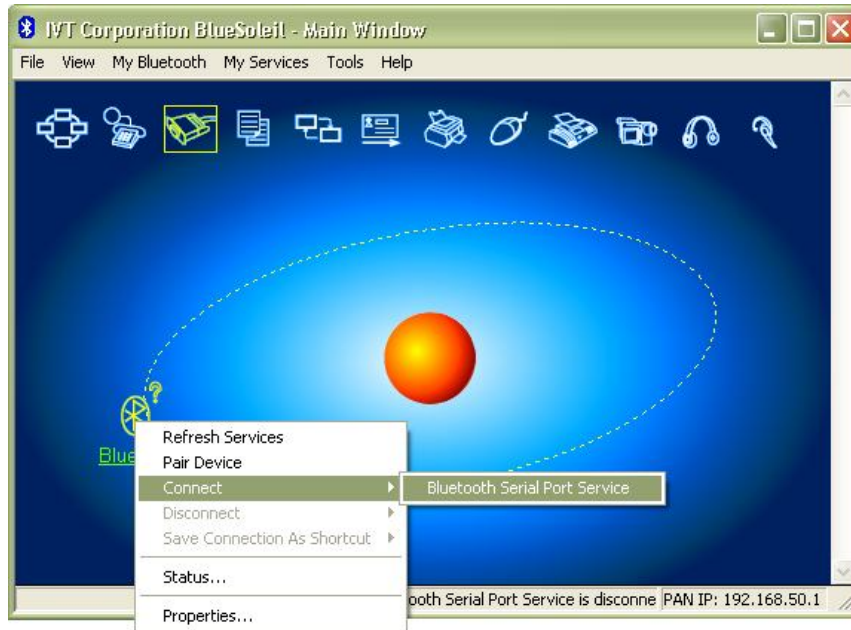 IVT Corporation BlueSoleil - Main Window
File View My Bluetooth My Services Tools Help
Blue
Refresh Services
Pair Device
Connect
Bluetooth Serial Port Service
Disconnect
Save Connection As Shortcut
Status...
ooth Serial Port Service is disconne PAN IP: 192.168.50.1
Properties...